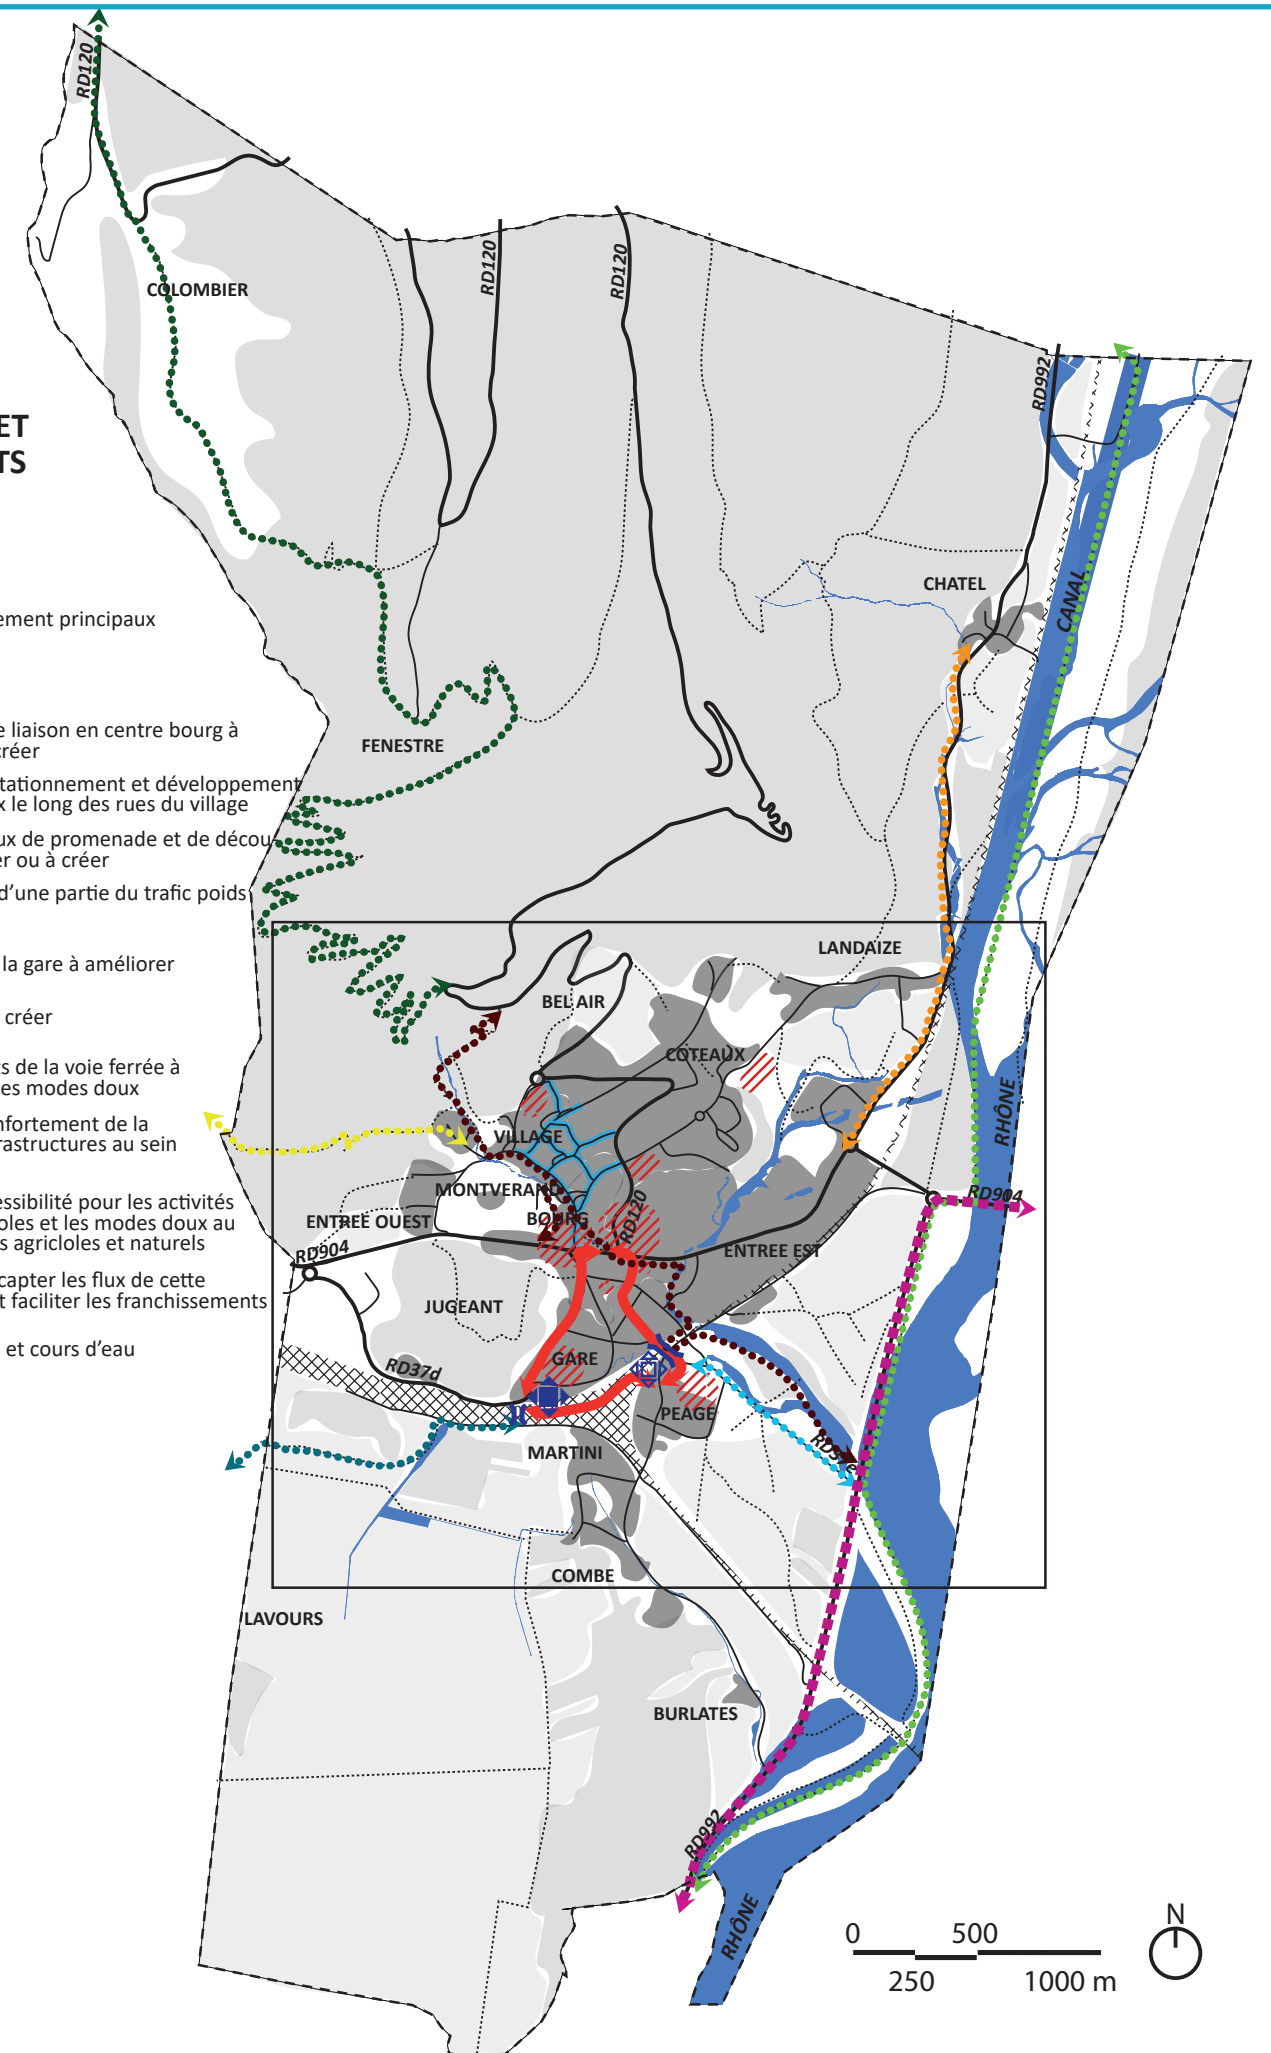 RD120
COLOMBIER
RD120
RD120
RD992
ET
TS
CHATEL
CANAL
ement principaux
e liaison en centre bourg à
créer
FENESTRE
tationnement et développement
x le long des rues du village
ux de promenade et de décou-
er ou à créer
d’une partie du trafic poids
LANDAIZE
la gare à améliorer
BEL AIR
créer
COTEAUX
ts de la voie ferrée à
es modes doux
RHÔNE
nfortement de la
rastructures au sein
VILLAGE
MONTVERAND
essibilité pour les activités
oles et les modes doux au
s agricloles et naturels
RD904
ENTREE OUEST
BOURG
RD120
RD904
ENTREE EST
capter les flux de cette
t faciliter les franchissements
JUGEANT
et cours d’eau
GARE
RD37d
PEAGE
MARTINI
RD37e
COMBE
LAVOURS
BURLATES
RD992
RHÔNE
N
0 500
250 1000 m